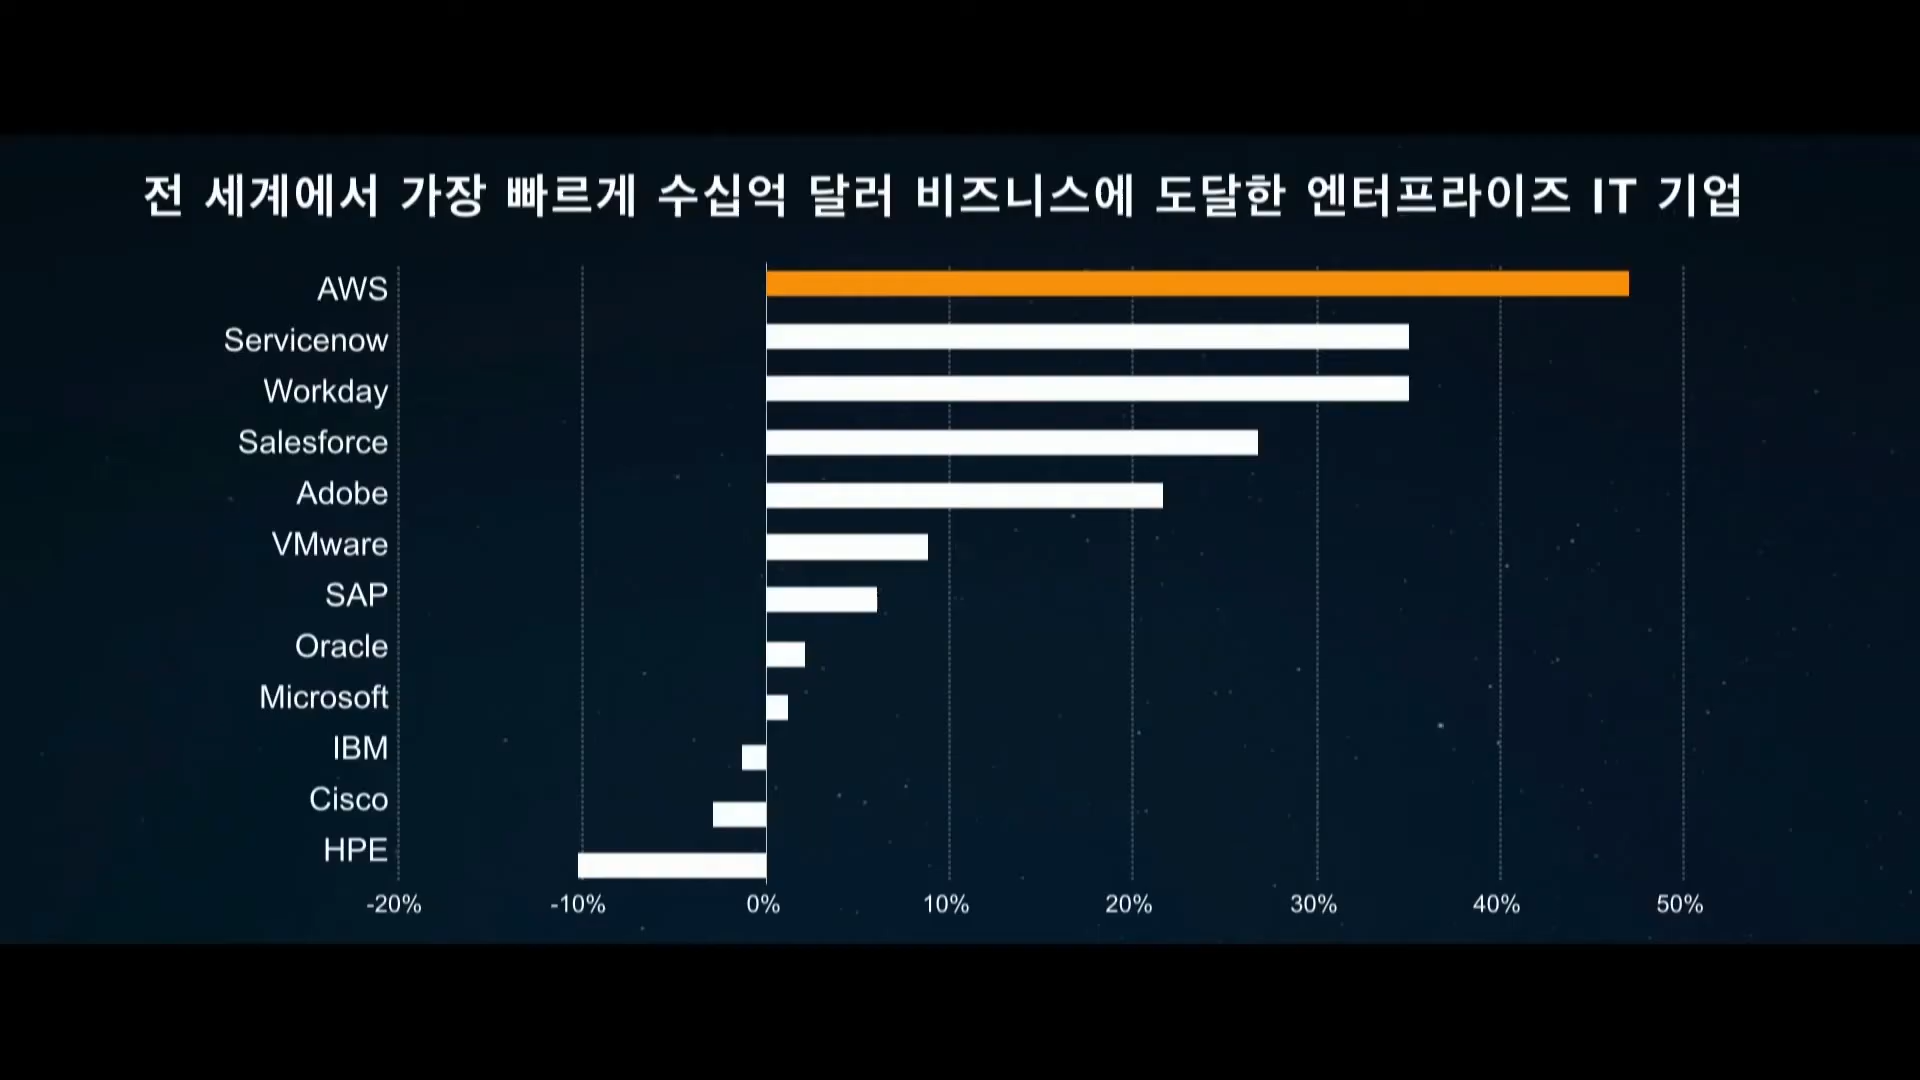 전 세계에서 가장 빠르게 수십억 달러 비즈니스에 도달한 엔터프라이즈 IT 기업
AWS
Servicenow
Workday
Salesforce
Adobe
VMware
SAP
Oracle
Microsoft
IBM
Cisco
HPE
-20% -10% 0% 10% 20% 30% 40% 50%